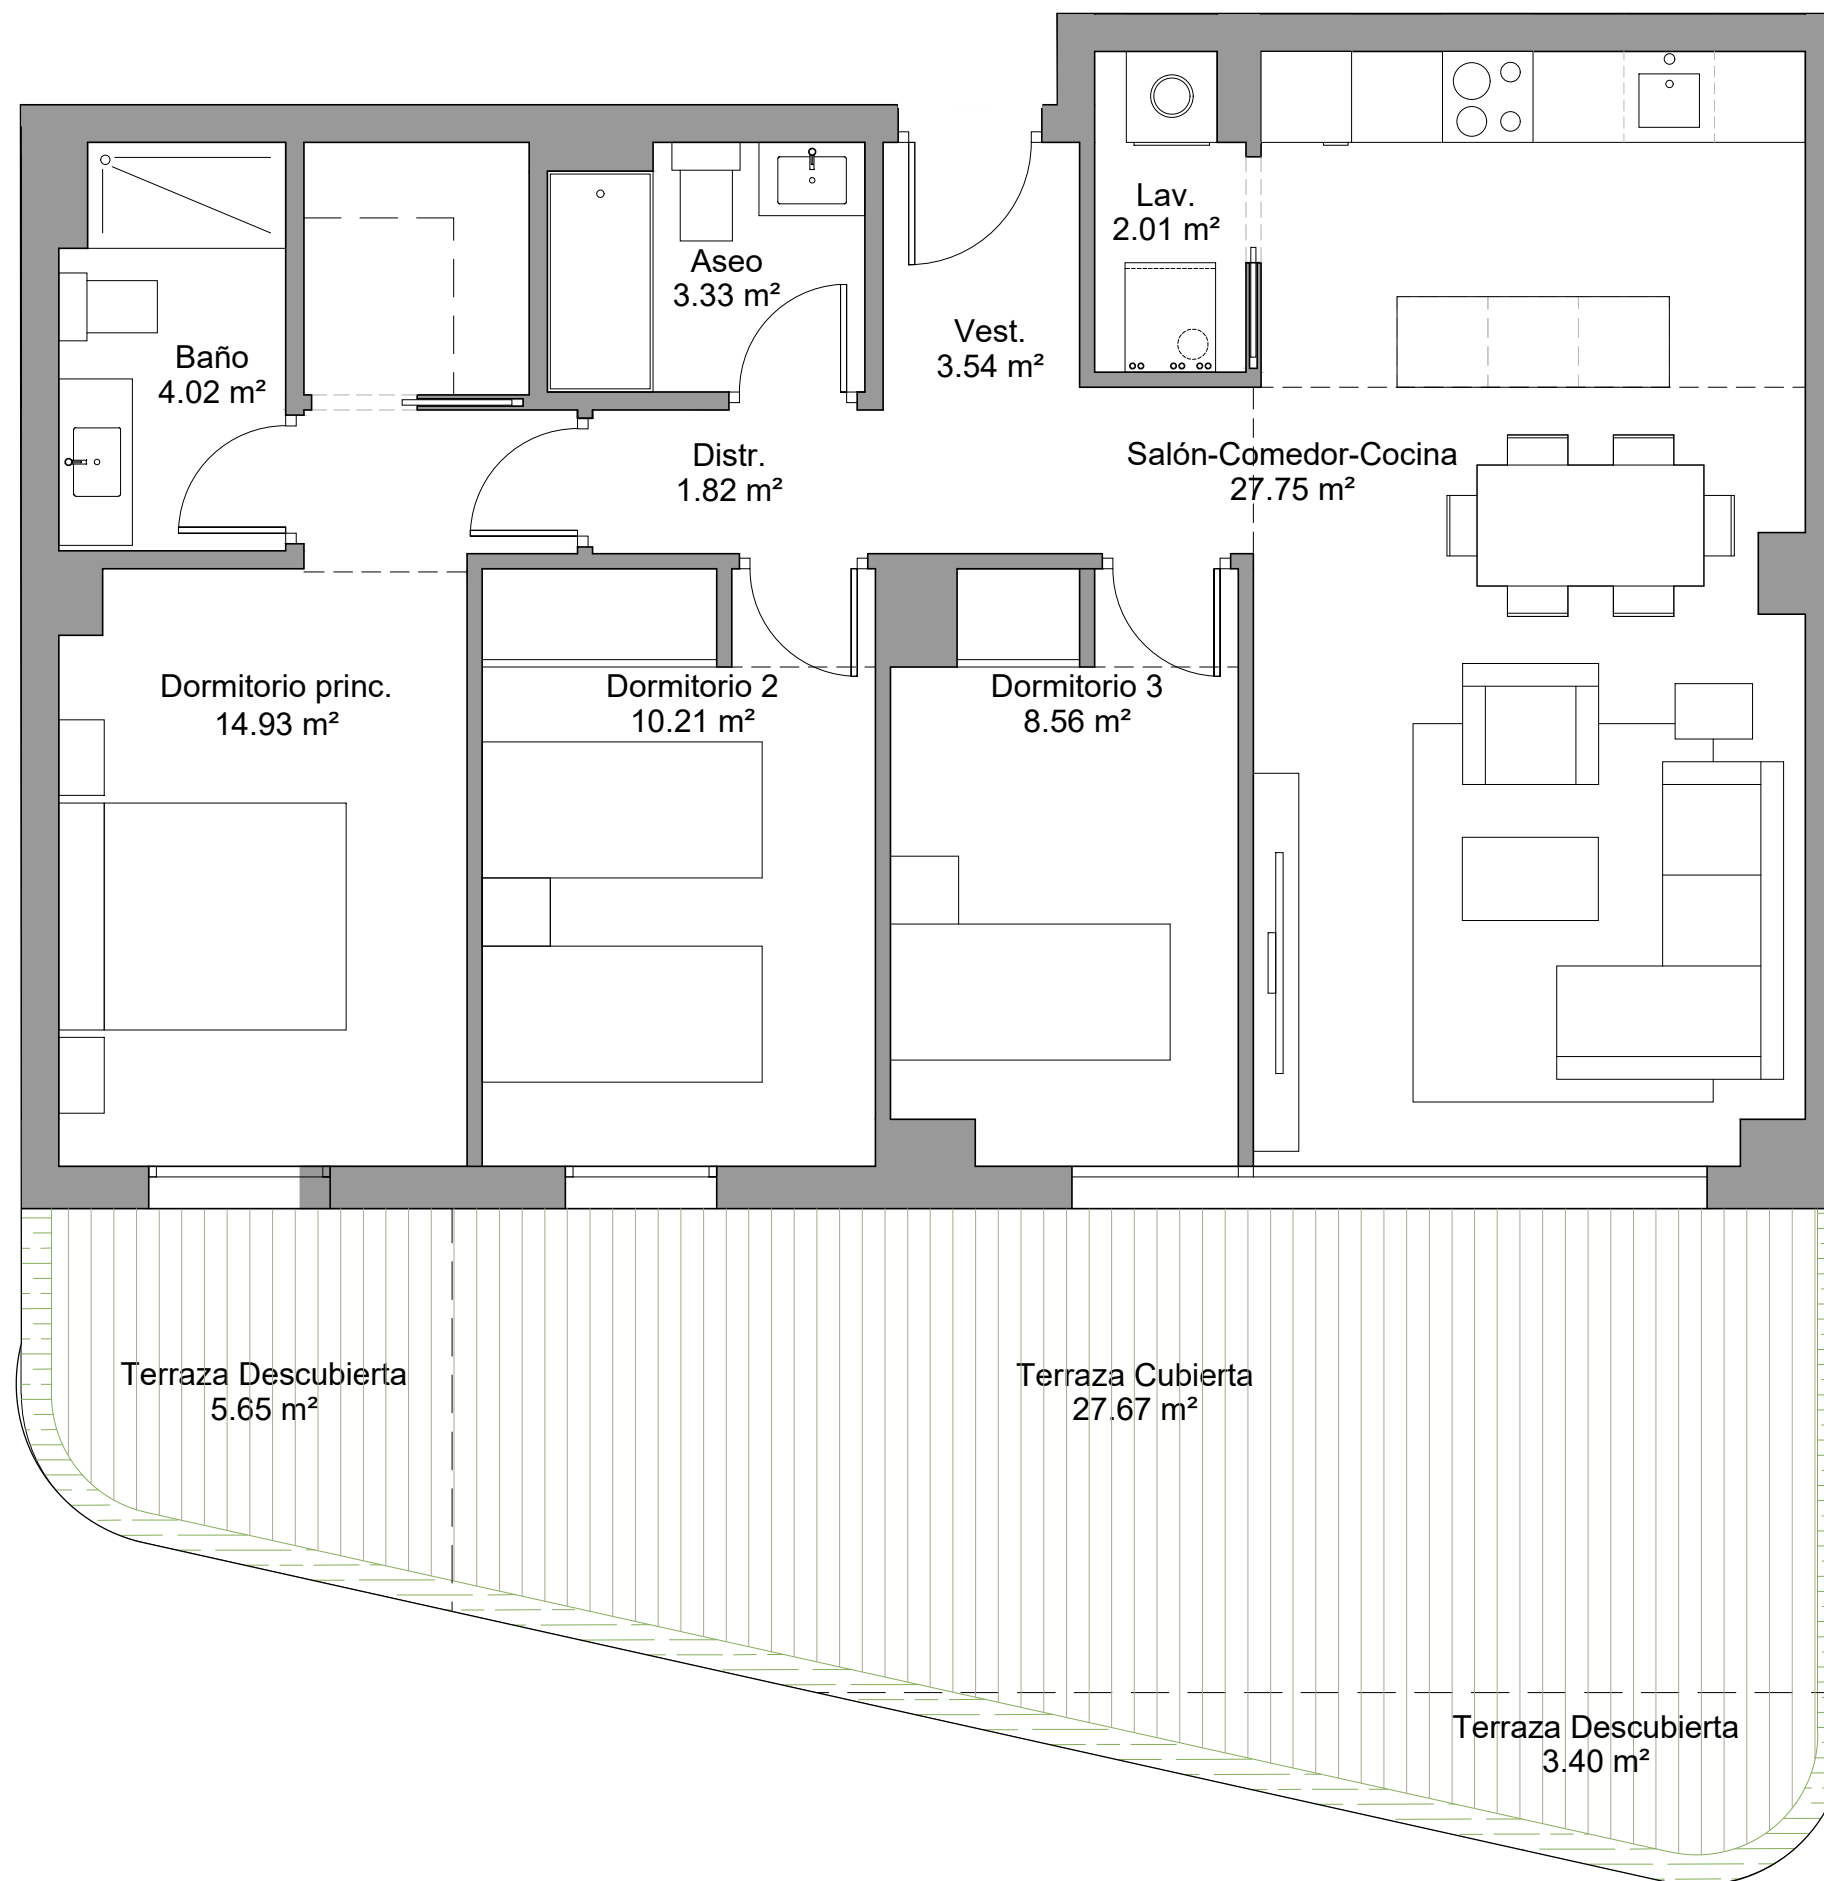 Lav.
2.01 m²
Aseo
3.33 m²
Vest.
3.54 m²
Baño
4.02 m²
Distr.
1.82 m²
Salón-Comedor-Cocina
27.75 m²
Dormitorio princ.
14.93 m²
Dormitorio 2
10.21 m²
Dormitorio 3
8.56 m²
Terraza Descubierta
5.65 m²
Terraza Cubierta
27.67 m²
Terraza Descubierta
3.40 m²